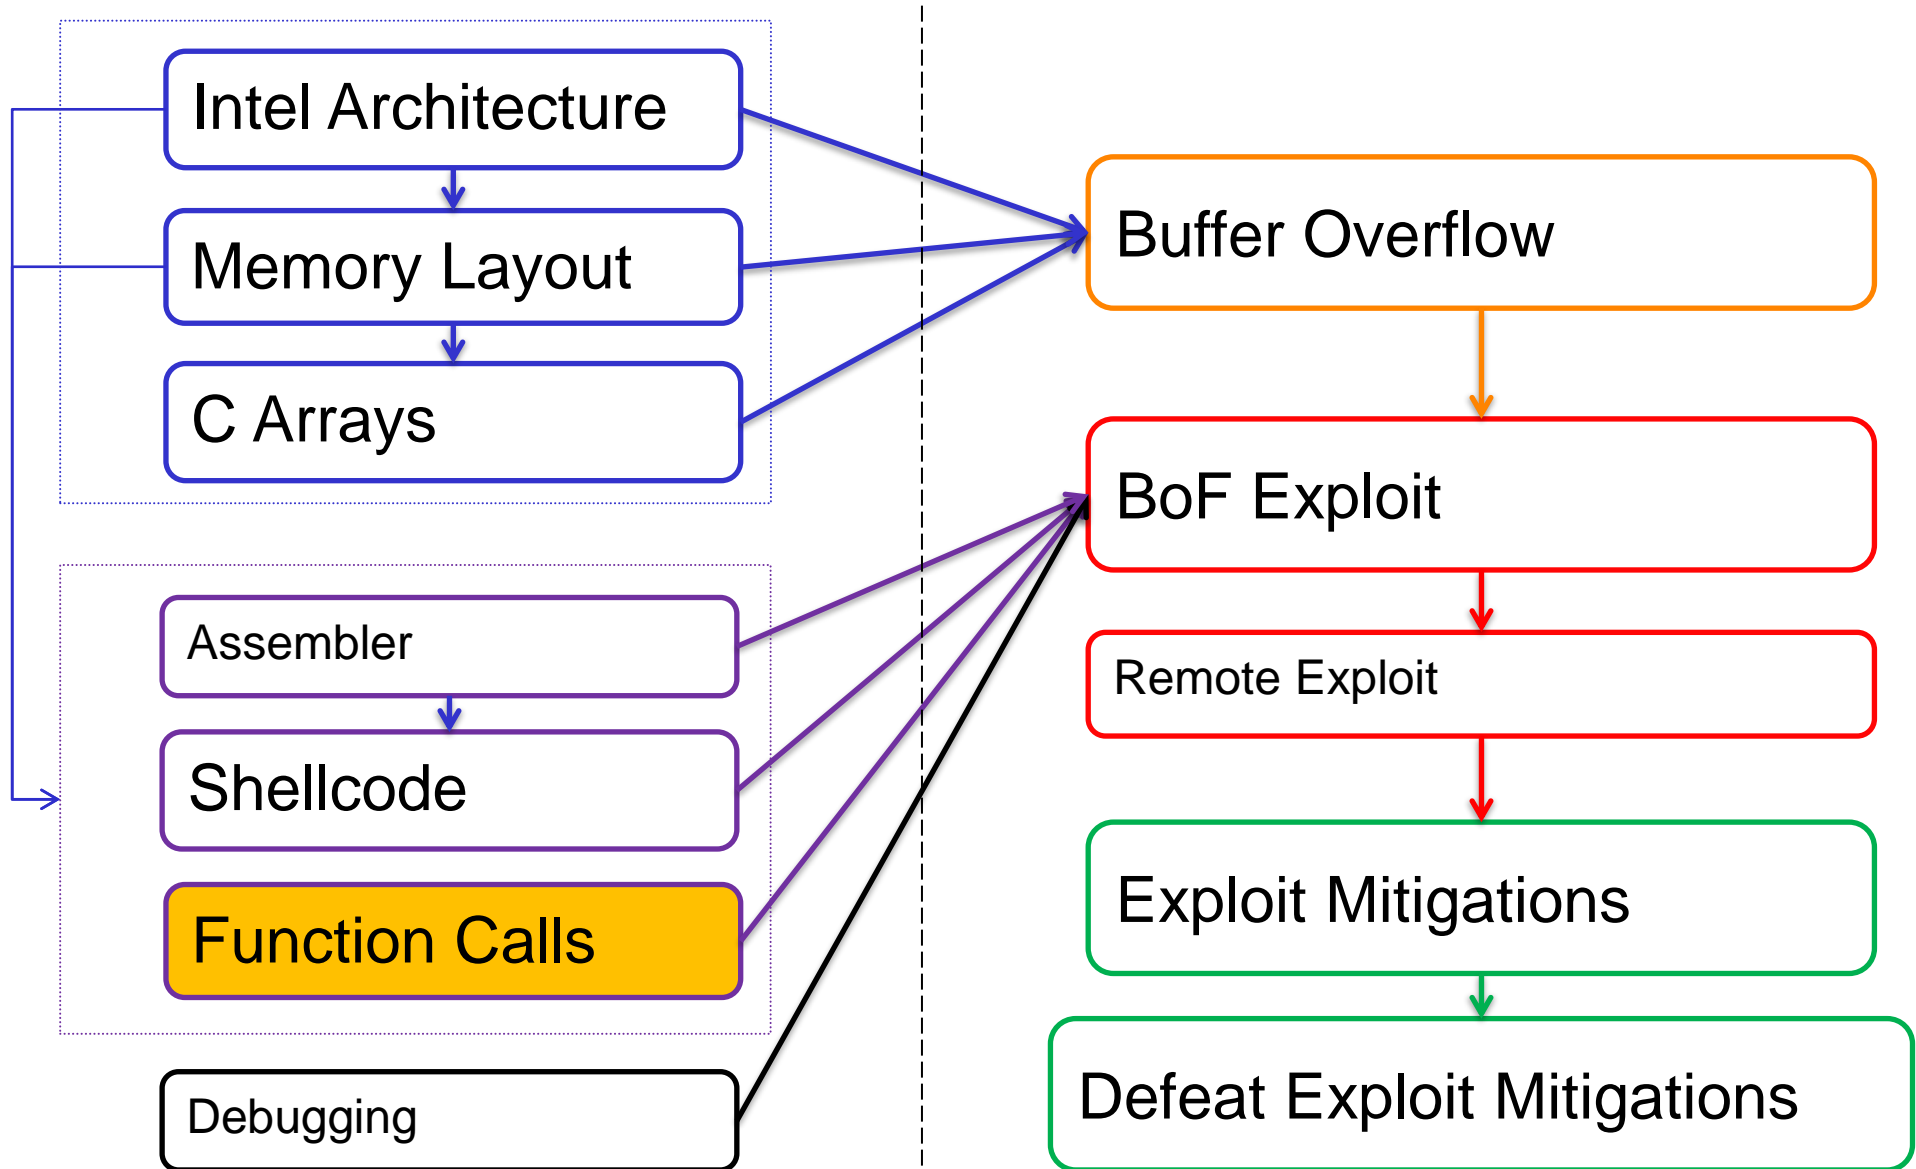 Intel Architecture
Memory Layout
C Arrays
Assembler
Shellcode
Function Calls
Debugging
Buffer Overflow
BoF Exploit
Remote Exploit
Exploit Mitigations
Defeat Exploit Mitigations